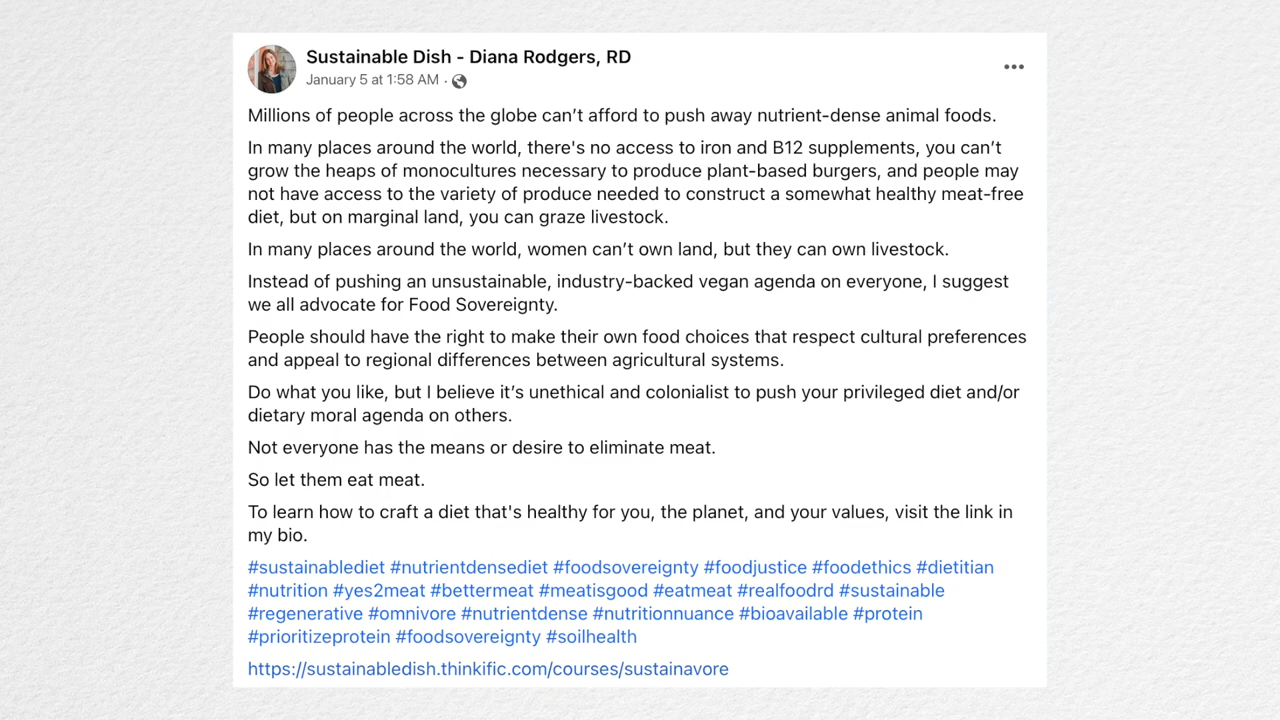 Sustainable Dish - Diana Rodgers, RD
January 5 at 1:58 AM ·
Millions of people across the globe can’t afford to push away nutrient-dense animal foods.
In many places around the world, there's no access to iron and B12 supplements, you can’t
grow the heaps of monocultures necessary to produce plant-based burgers, and people may
not have access to the variety of produce needed to construct a somewhat healthy meat-free
diet, but on marginal land, you can graze livestock.
In many places around the world, women can’t own land, but they can own livestock.
Instead of pushing an unsustainable, industry-backed vegan agenda on everyone, I suggest
we all advocate for Food Sovereignty.
People should have the right to make their own food choices that respect cultural preferences
and appeal to regional differences between agricultural systems.
Do what you like, but I believe it’s unethical and colonialist to push your privileged diet and/or
dietary moral agenda on others.
Not everyone has the means or desire to eliminate meat.
So let them eat meat.
To learn how to craft a diet that's healthy for you, the planet, and your values, visit the link in
my bio.
#sustainablediet #nutrientdensediet #foodsovereignty #foodjustice #foodethics #dietitian
#nutrition #yes2meat #bettermeat #meatisgood #eatmeat #realfoodrd #sustainable
#regenerative #omnivore #nutrientdense #nutritionnuance #bioavailable #protein
#prioritizeprotein #foodsovereignty #soilhealth
https://sustainabledish.thinkific.com/courses/sustainavore